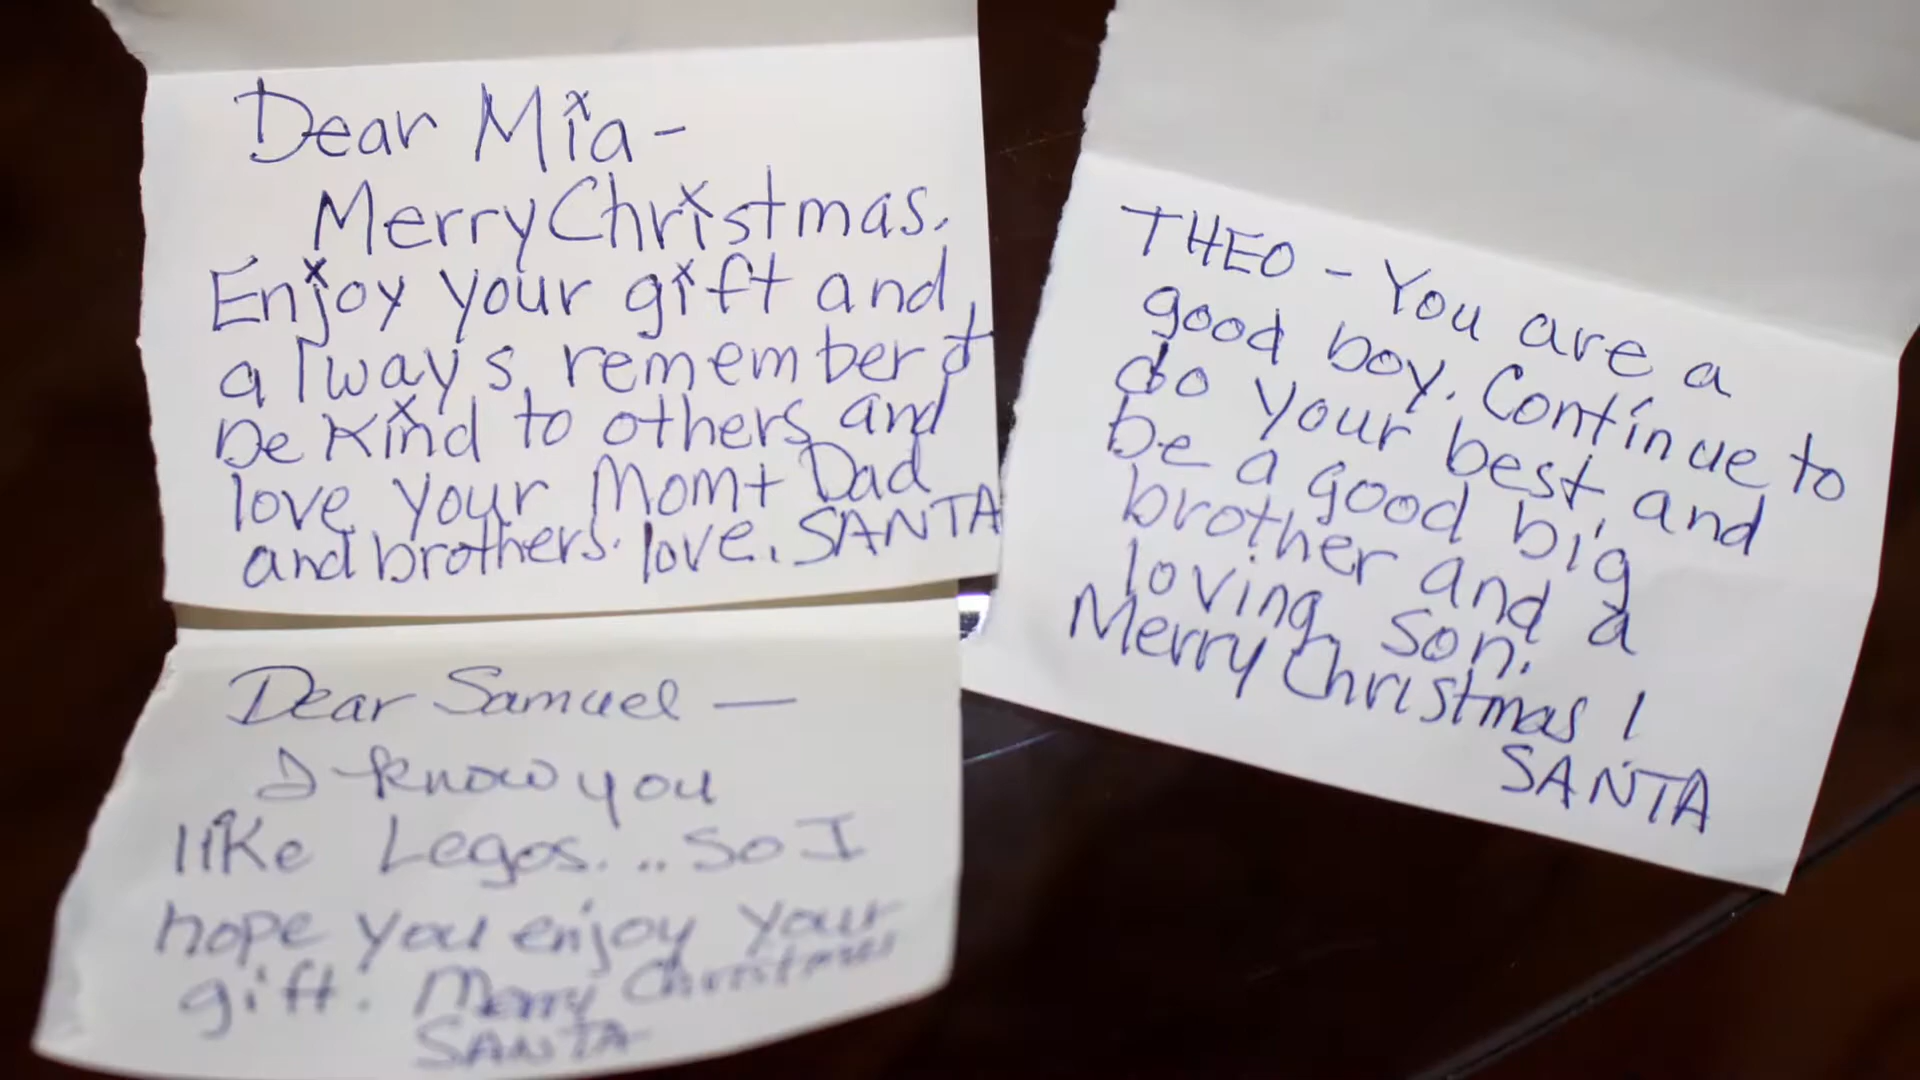 Dear Mia -
Merry Christmas.
Enjoy your gift and
always remember to
be kind to others and
love your Mom + Dad
and brothers. love, SANTA
Dear Samuel —
I know you
like Legos... so I
hope you enjoy your
gift. Merry Christmas
SANTA
THEO - You are a
good boy. Continue to
do your best, and
be a good big
brother and a
loving son.
Merry Christmas!
SANTA